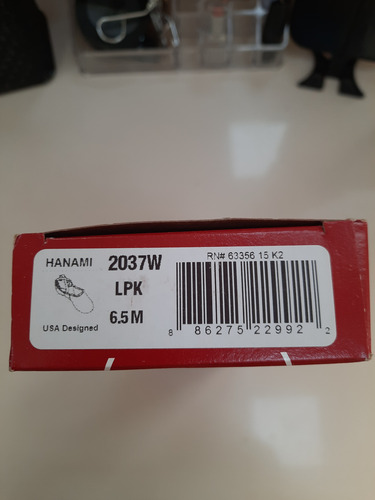 HANAMI 2037W
LPK
6.5 M
USA Designed
RN# 63356 15 K2
8 86275 22992 2